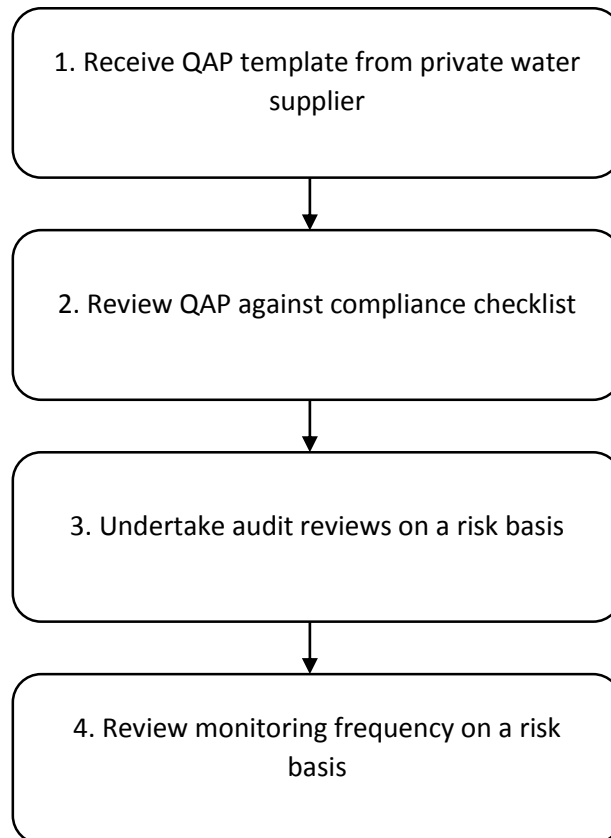 1. Receive QAP template from private water
supplier
2. Review QAP against compliance checklist
3. Undertake audit reviews on a risk basis
4. Review monitoring frequency on a risk
basis